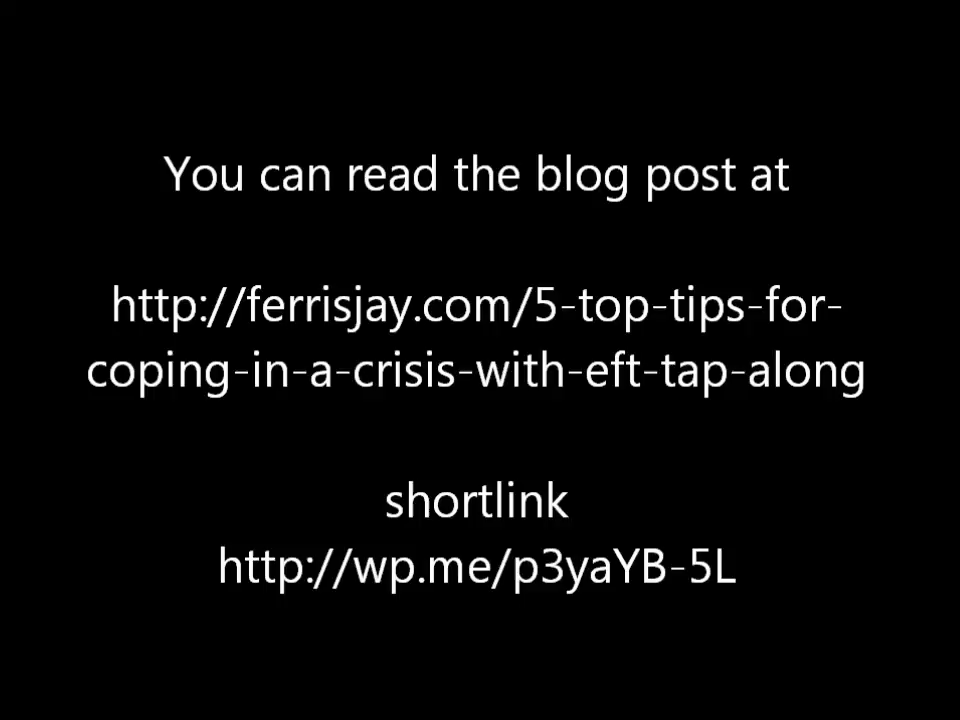 You can read the blog post at
http://ferrisjay.com/5-top-tips-for-
coping-in-a-crisis-with-eft-tap-along
shortlink
http://wp.me/p3yaYB-5L